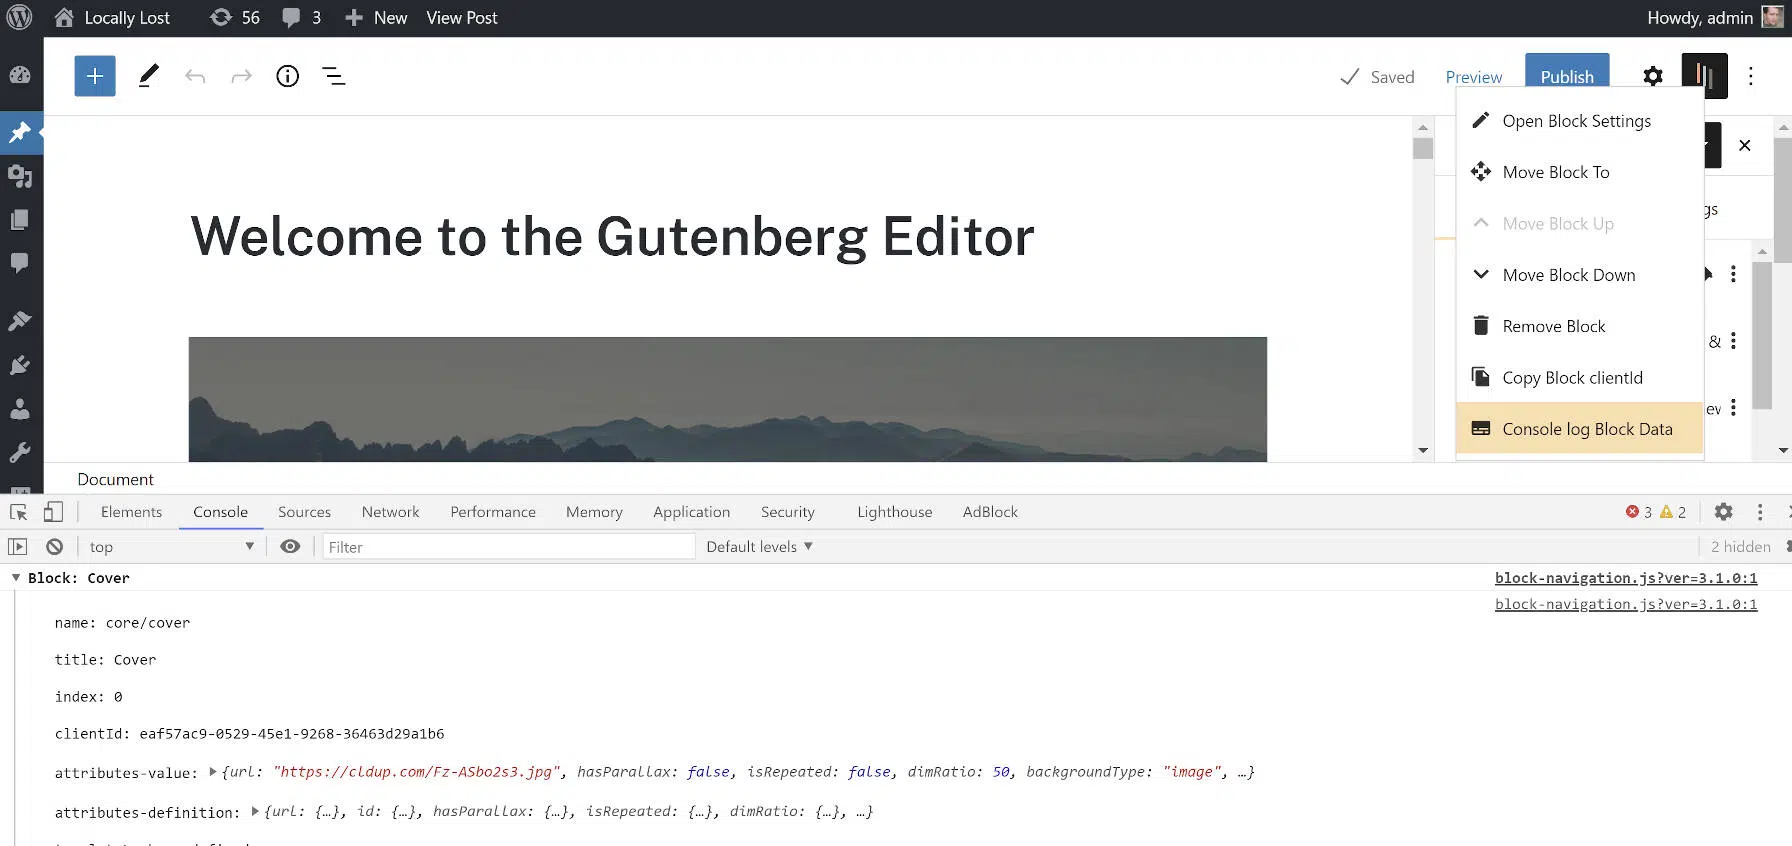 Locally Lost 56 3 New View Post Howdy, admin
Saved Preview Publish
Open Block Settings
Move Block To
Move Block Up
Move Block Down
Remove Block
Copy Block clientId
Console log Block Data
gs
&
ew
Welcome to the Gutenberg Editor
Document
Elements Console Sources Network Performance Memory Application Security Lighthouse AdBlock 3 2
top Filter Default levels 2 hidden
Block: Cover block-navigation.js?ver=3.1.0:1
block-navigation.js?ver=3.1.0:1
name: core/cover
title: Cover
index: 0
clientId: eaf57ac9-0529-45e1-9268-36463d29a1b6
attributes-value: {url: "https://cldup.com/Fz-ASbo2s3.jpg", hasParallax: false, isRepeated: false, dimRatio: 50, backgroundType: "image", …}
attributes-definition: {url: {…}, id: {…}, hasParallax: {…}, isRepeated: {…}, dimRatio: {…}, …}